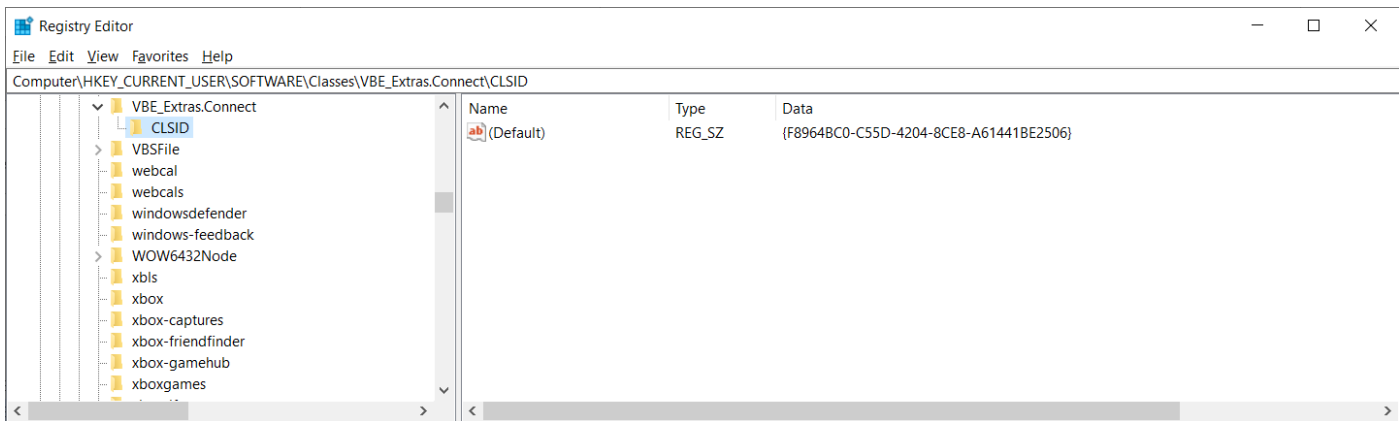 Registry Editor
File Edit View Favorites Help
Computer\HKEY_CURRENT_USER\SOFTWARE\Classes\VBE_Extras.Connect\CLSID
VBE_Extras.Connect
CLSID
VBSFile
webcal
webcals
windowsdefender
windows-feedback
WOW6432Node
xbls
xbox
xbox-captures
xbox-friendfinder
xbox-gamehub
xboxgames
Name Type Data
ab (Default) REG_SZ {F8964BC0-C55D-4204-8CE8-A61441BE2506}